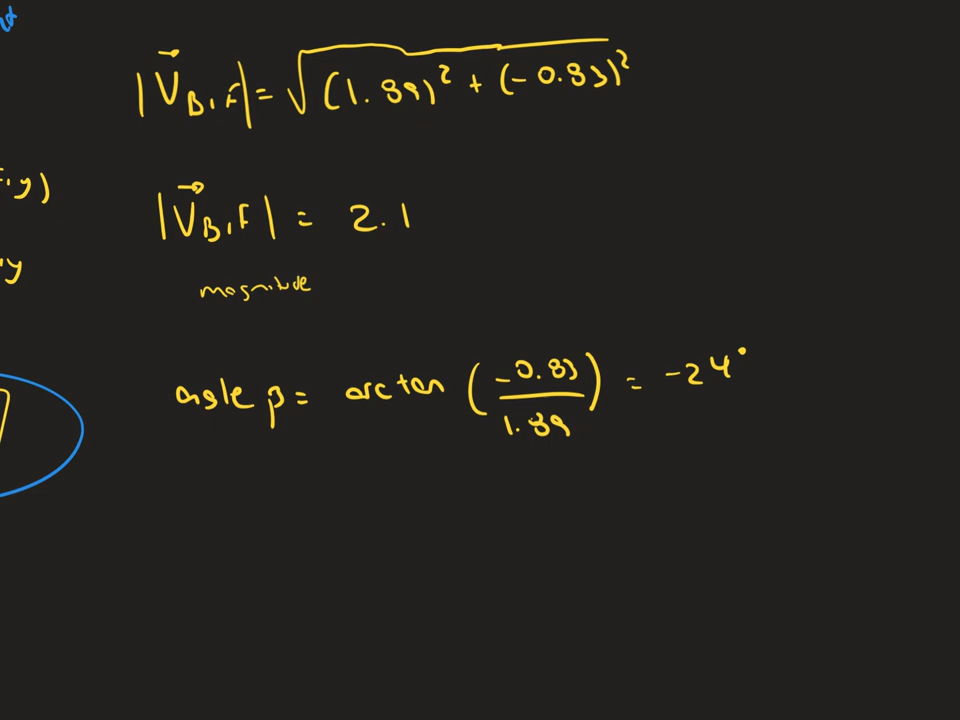 |V⃗_{B,F}| = √((1.89)² + (-0.83)²)
·y)
|V⃗_{B,F}| = 2.1
y
magnitude
angle β = arctan (-0.83/1.89) = -24°